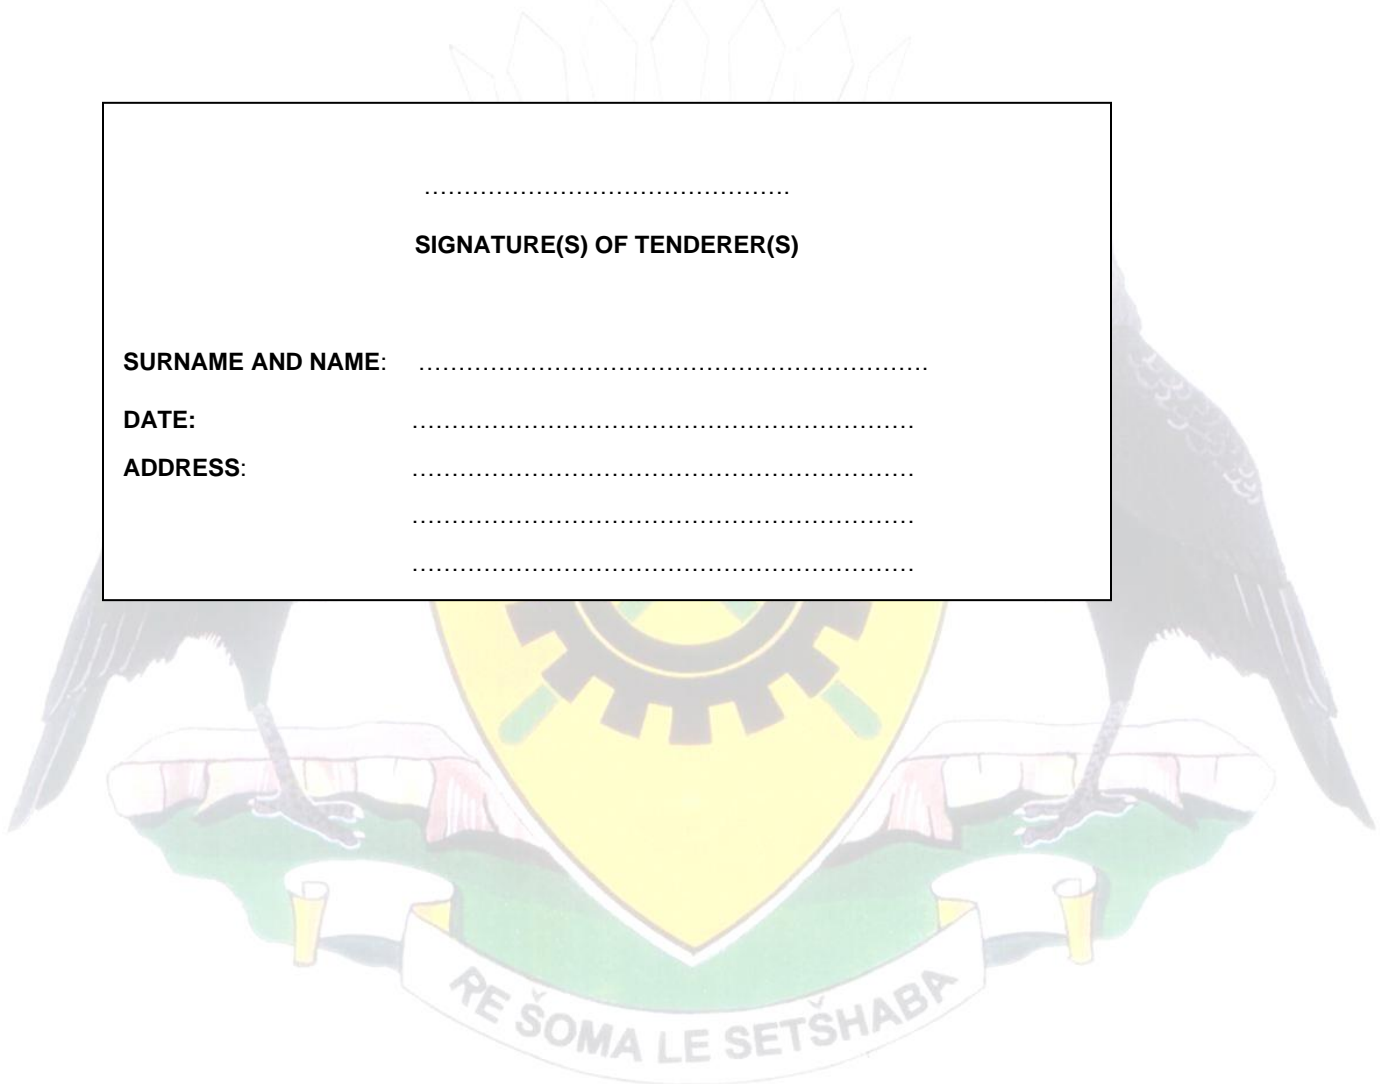 ………………………………………
SIGNATURE(S) OF TENDERER(S)
SURNAME AND NAME: ……………………………………………………….
DATE: ………………………………………………………
ADDRESS: ………………………………………………………
………………………………………………………
………………………………………………………
RE ŠOMA LE SETŠHABA